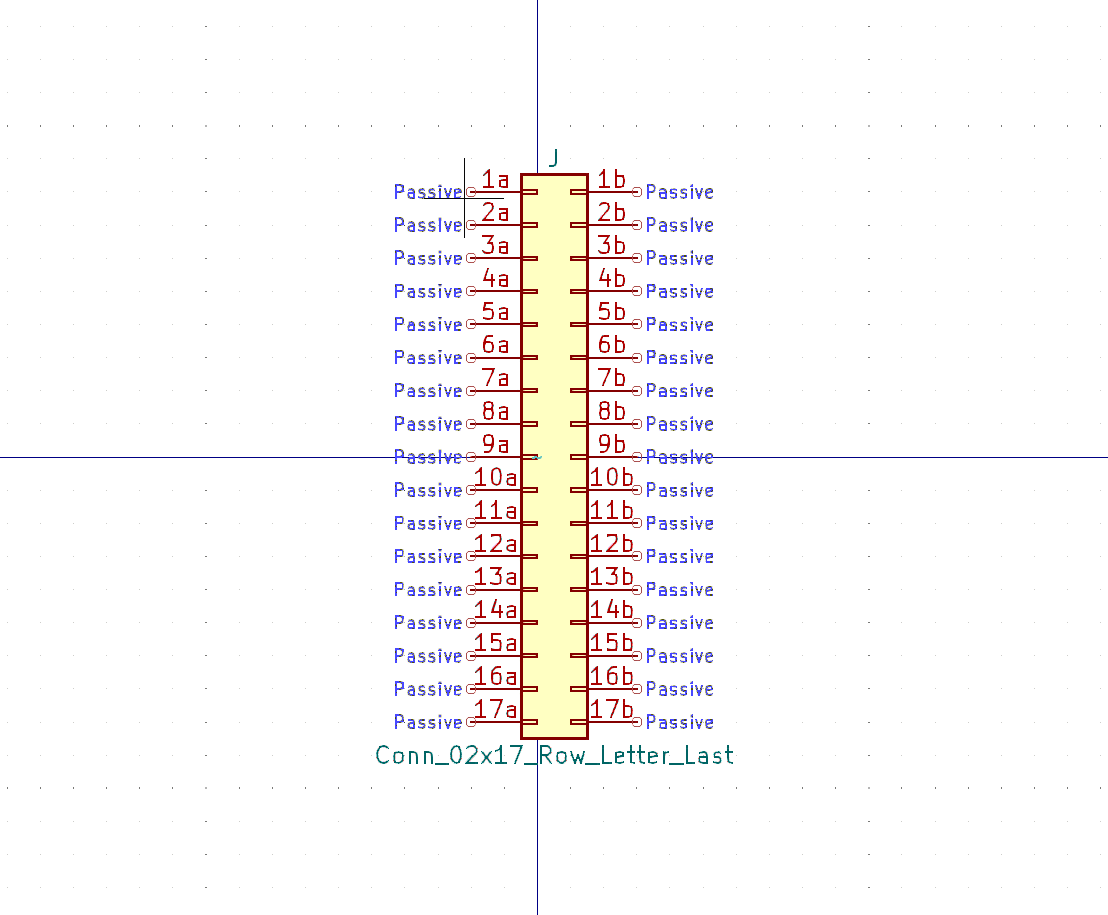 J
Passive 1a 1b Passive
Passive 2a 2b Passive
Passive 3a 3b Passive
Passive 4a 4b Passive
Passive 5a 5b Passive
Passive 6a 6b Passive
Passive 7a 7b Passive
Passive 8a 8b Passive
Passive 9a 9b Passive
Passive 10a 10b Passive
Passive 11a 11b Passive
Passive 12a 12b Passive
Passive 13a 13b Passive
Passive 14a 14b Passive
Passive 15a 15b Passive
Passive 16a 16b Passive
Passive 17a 17b Passive
Conn_02x17_Row_Letter_Last